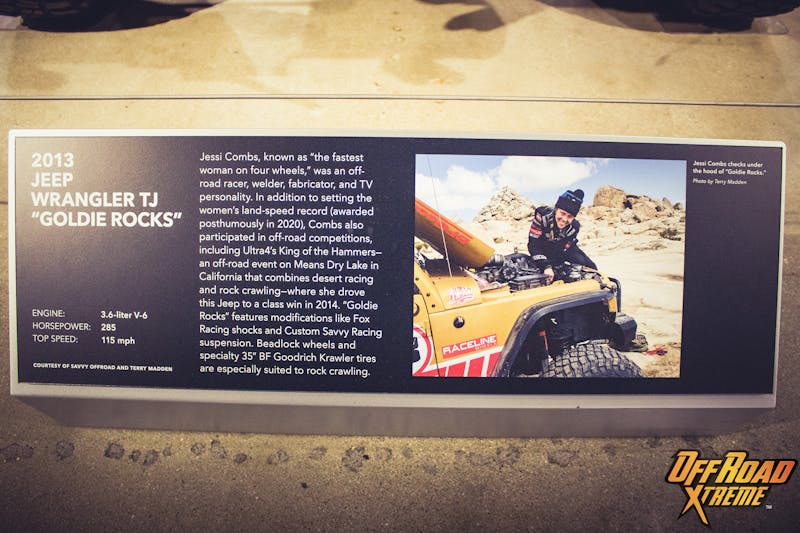 2013
JEEP
WRANGLER TJ
“GOLDIE ROCKS”
ENGINE: 3.6-liter V-6
HORSEPOWER: 285
TOP SPEED: 115 mph
COURTESY OF SAVVY OFFROAD AND TERRY MADDEN
Jessi Combs, known as “the fastest
woman on four wheels,” was an off-
road racer, welder, fabricator, and TV
personality. In addition to setting the
women’s land-speed record (awarded
posthumously in 2020), Combs also
participated in off-road competitions,
including Ultra4’s King of the Hammers—
an off-road event on Means Dry Lake in
California that combines desert racing
and rock crawling—where she drove
this Jeep to a class win in 2014. “Goldie
Rocks” features modifications like Fox
Racing shocks and Custom Savvy Racing
suspension. Beadlock wheels and
specialty 35” BF Goodrich Krawler tires
are especially suited to rock crawling.
RACELINE
Jessi Combs checks under
the hood of “Goldie Rocks.”
Photo by Terry Madden
OFFROAD
XTREME
TM